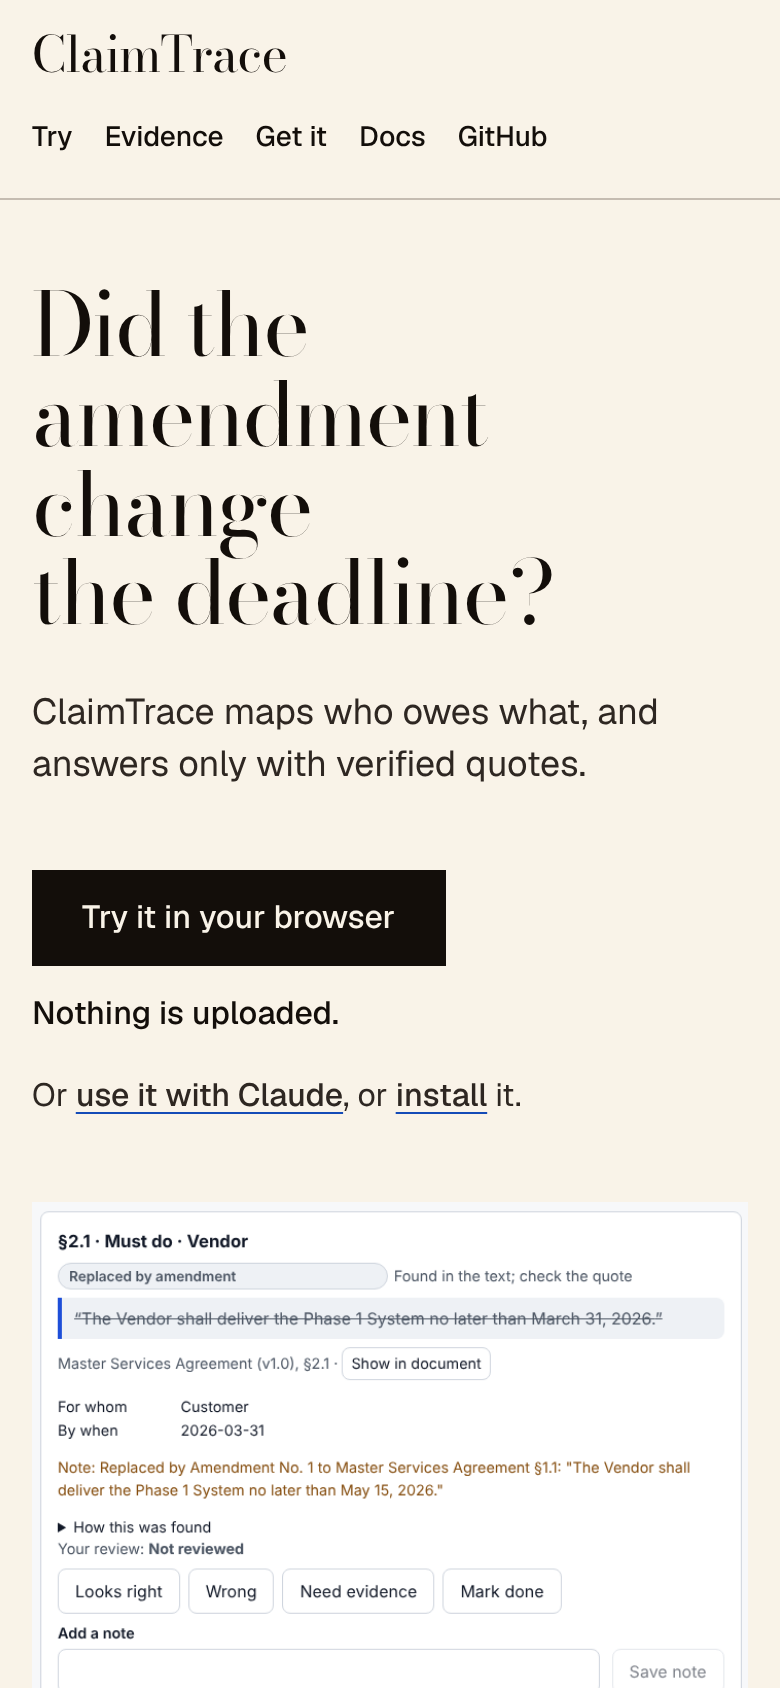 ClaimTrace
Try Evidence Get it Docs GitHub
Did the
amendment
change
the deadline?
ClaimTrace maps who owes what, and
answers only with verified quotes.
Try it in your browser
Nothing is uploaded.
Or use it with Claude, or install it.
§2.1 · Must do · Vendor
Replaced by amendment Found in the text; check the quote
“The Vendor shall deliver the Phase 1 System no later than March 31, 2026.”
Master Services Agreement (v1.0), §2.1 · Show in document
For whom Customer
By when 2026-03-31
Note: Replaced by Amendment No. 1 to Master Services Agreement §1.1: "The Vendor shall
deliver the Phase 1 System no later than May 15, 2026."
▶ How this was found
Your review: Not reviewed
Looks right Wrong Need evidence Mark done
Add a note
Save note